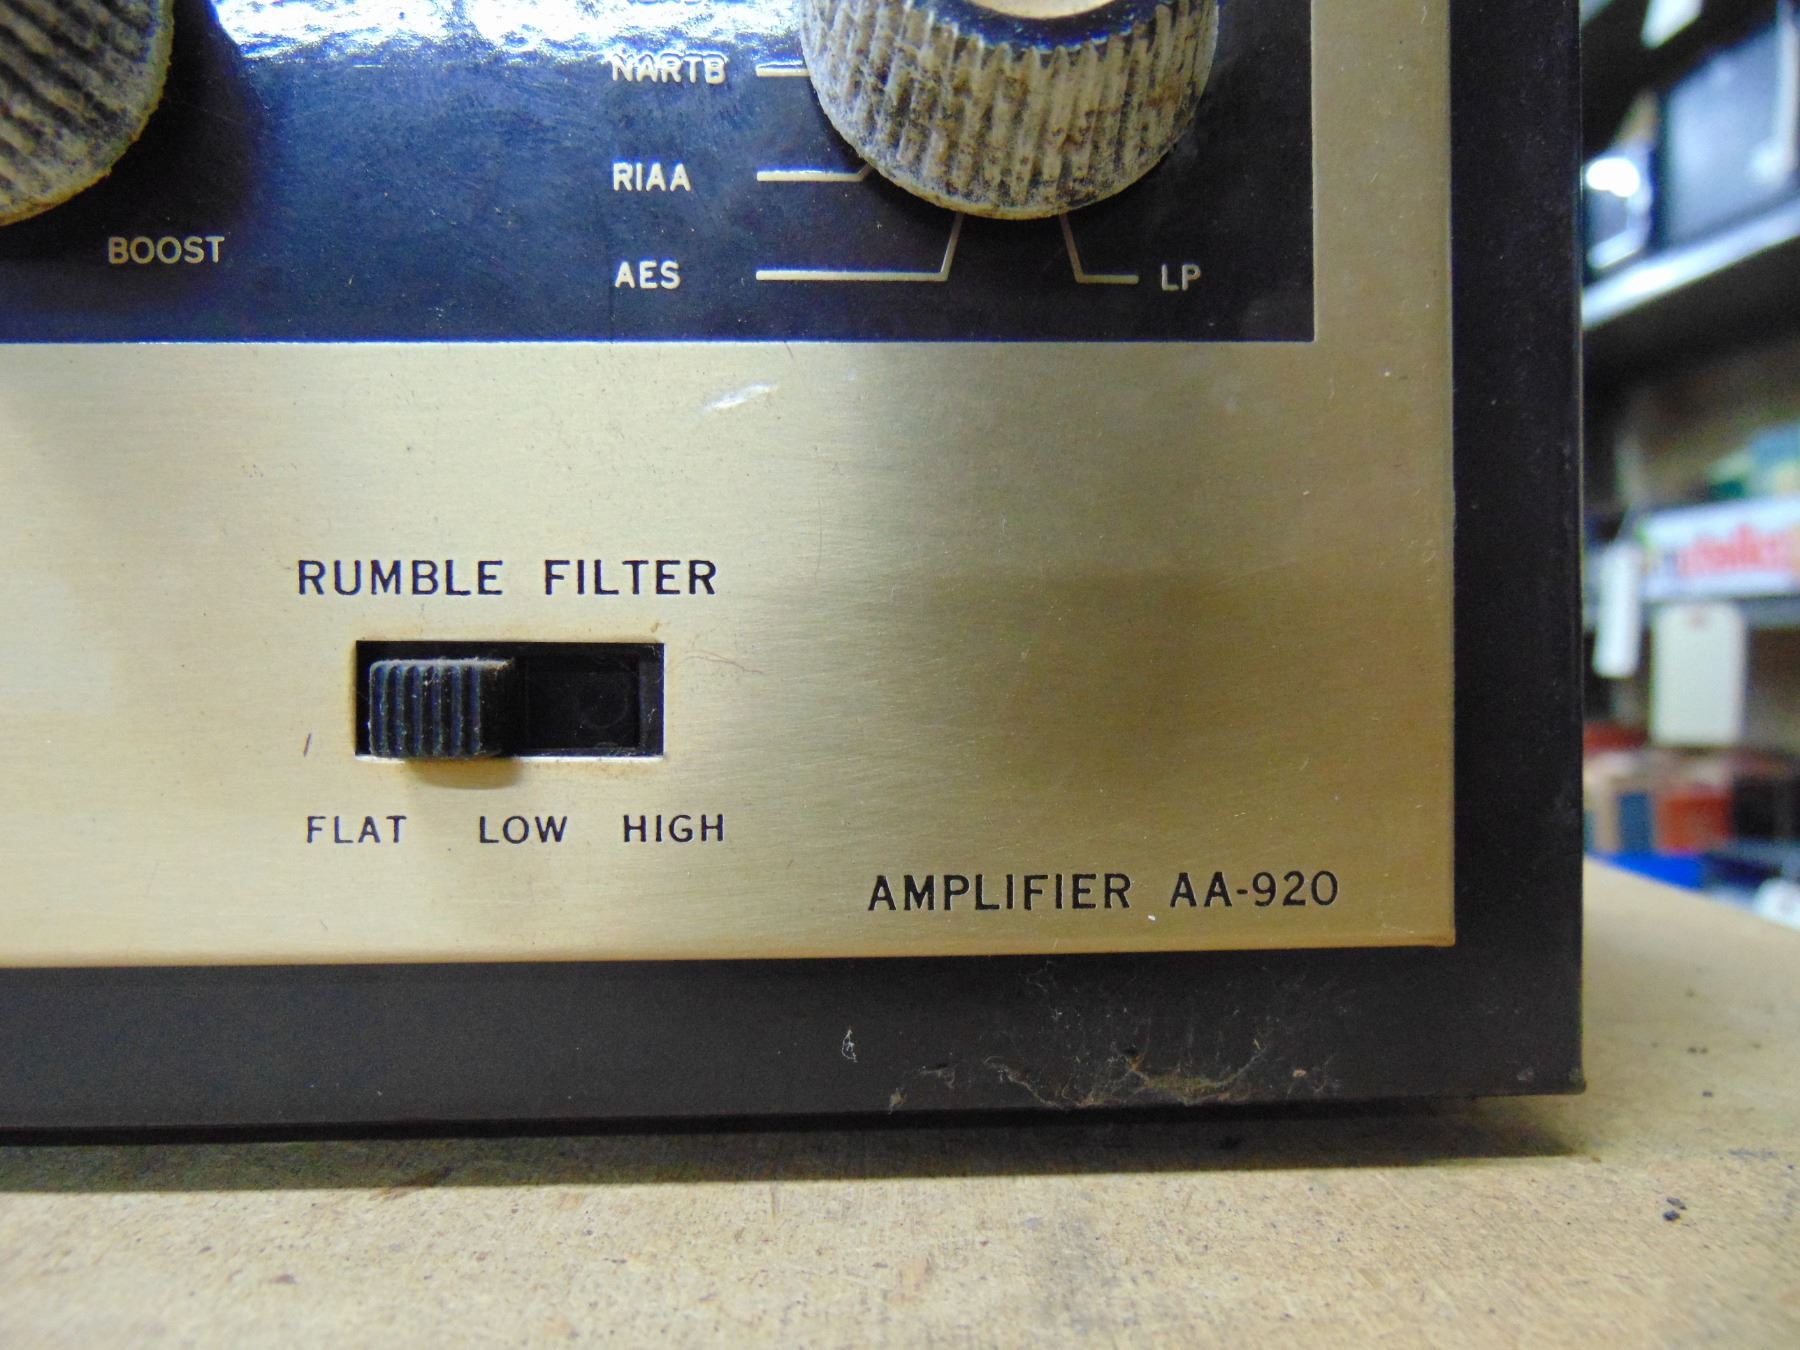 NARTB
RIAA
BOOST
AES
LP
RUMBLE FILTER
FLAT LOW HIGH
AMPLIFIER AA-920